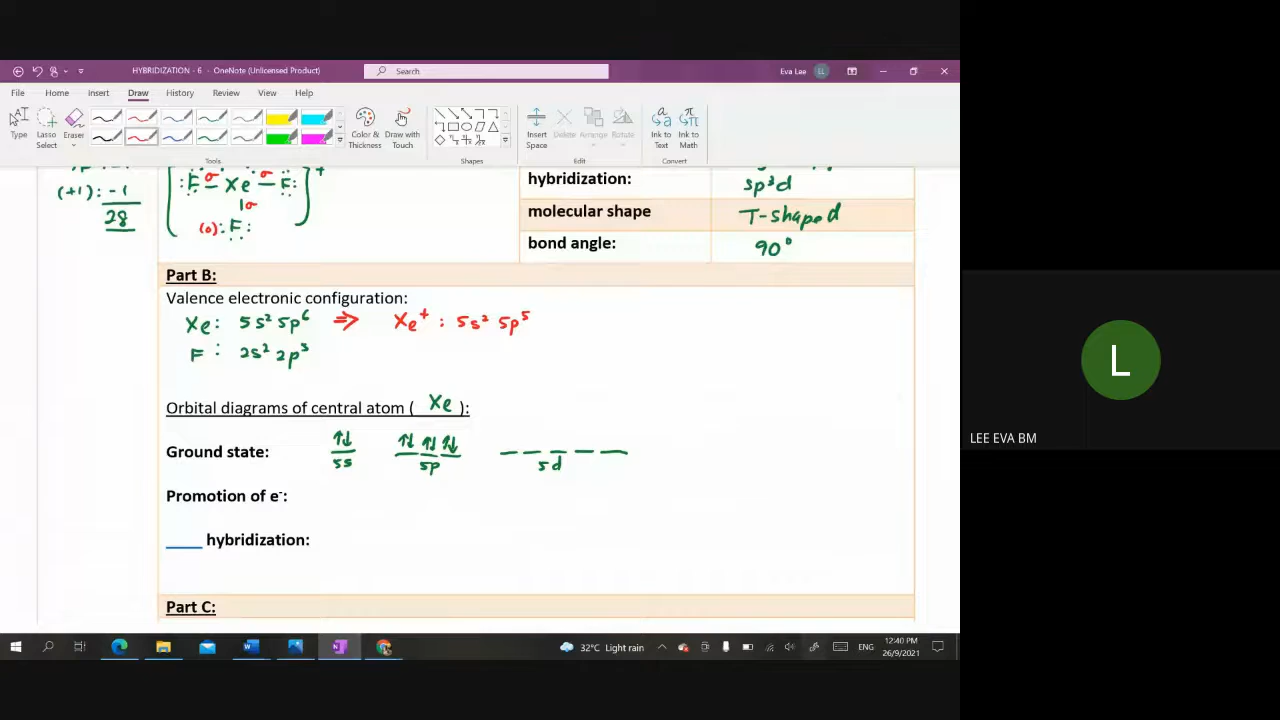 HYBRIDIZATION - 6 - OneNote (Unlicensed Product)
Search
Eva Lee
LL
File Home Insert Draw History Review View Help
Type
Lasso Select
Eraser
Color & Thickness
Draw with Touch
Insert Space
Delete
Arrange
Rotate
Ink to Text
Ink to Math
Tools
Shapes
Edit
Convert
(+1): -1
28
:F σ Xe σ F:
σ
(σ) :F:
+
hybridization: sp³d
molecular shape T-shaped
bond angle: 90°
Part B:
Valence electronic configuration:
Xe: 5s² 5p⁶ ⇒ Xe⁺ : 5s² 5p⁵
F : 2s² 2p⁵
Orbital diagrams of central atom ( Xe ):
Ground state: ↑↓ ↑↓ ↑↓ ↑↓
5s 5p 5d
Promotion of e⁻:
____ hybridization:
Part C:
L
LEE EVA BM
32°C Light rain
ENG
12:40 PM
26/9/2021